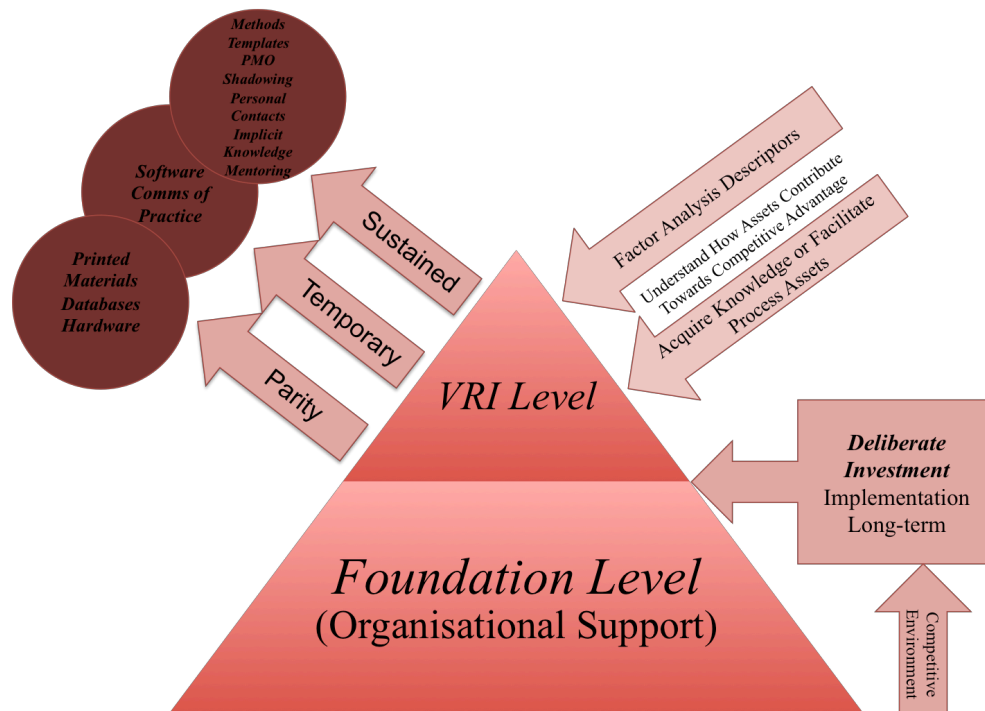 Methods
Templates
PMO
Shadowing
Personal
Contacts
Implicit
Knowledge
Mentoring
Software
Comms of
Practice
Printed
Materials
Databases
Hardware
Sustained
Temporary
Parity
Factor Analysis Descriptors
Understand How Assets Contribute
Towards Competitive Advantage
Acquire Knowledge or Facilitate
Process Assets
VRI Level
Deliberate
Investment
Implementation
Long-term
Foundation Level
(Organisational Support)
Competitive
Environment